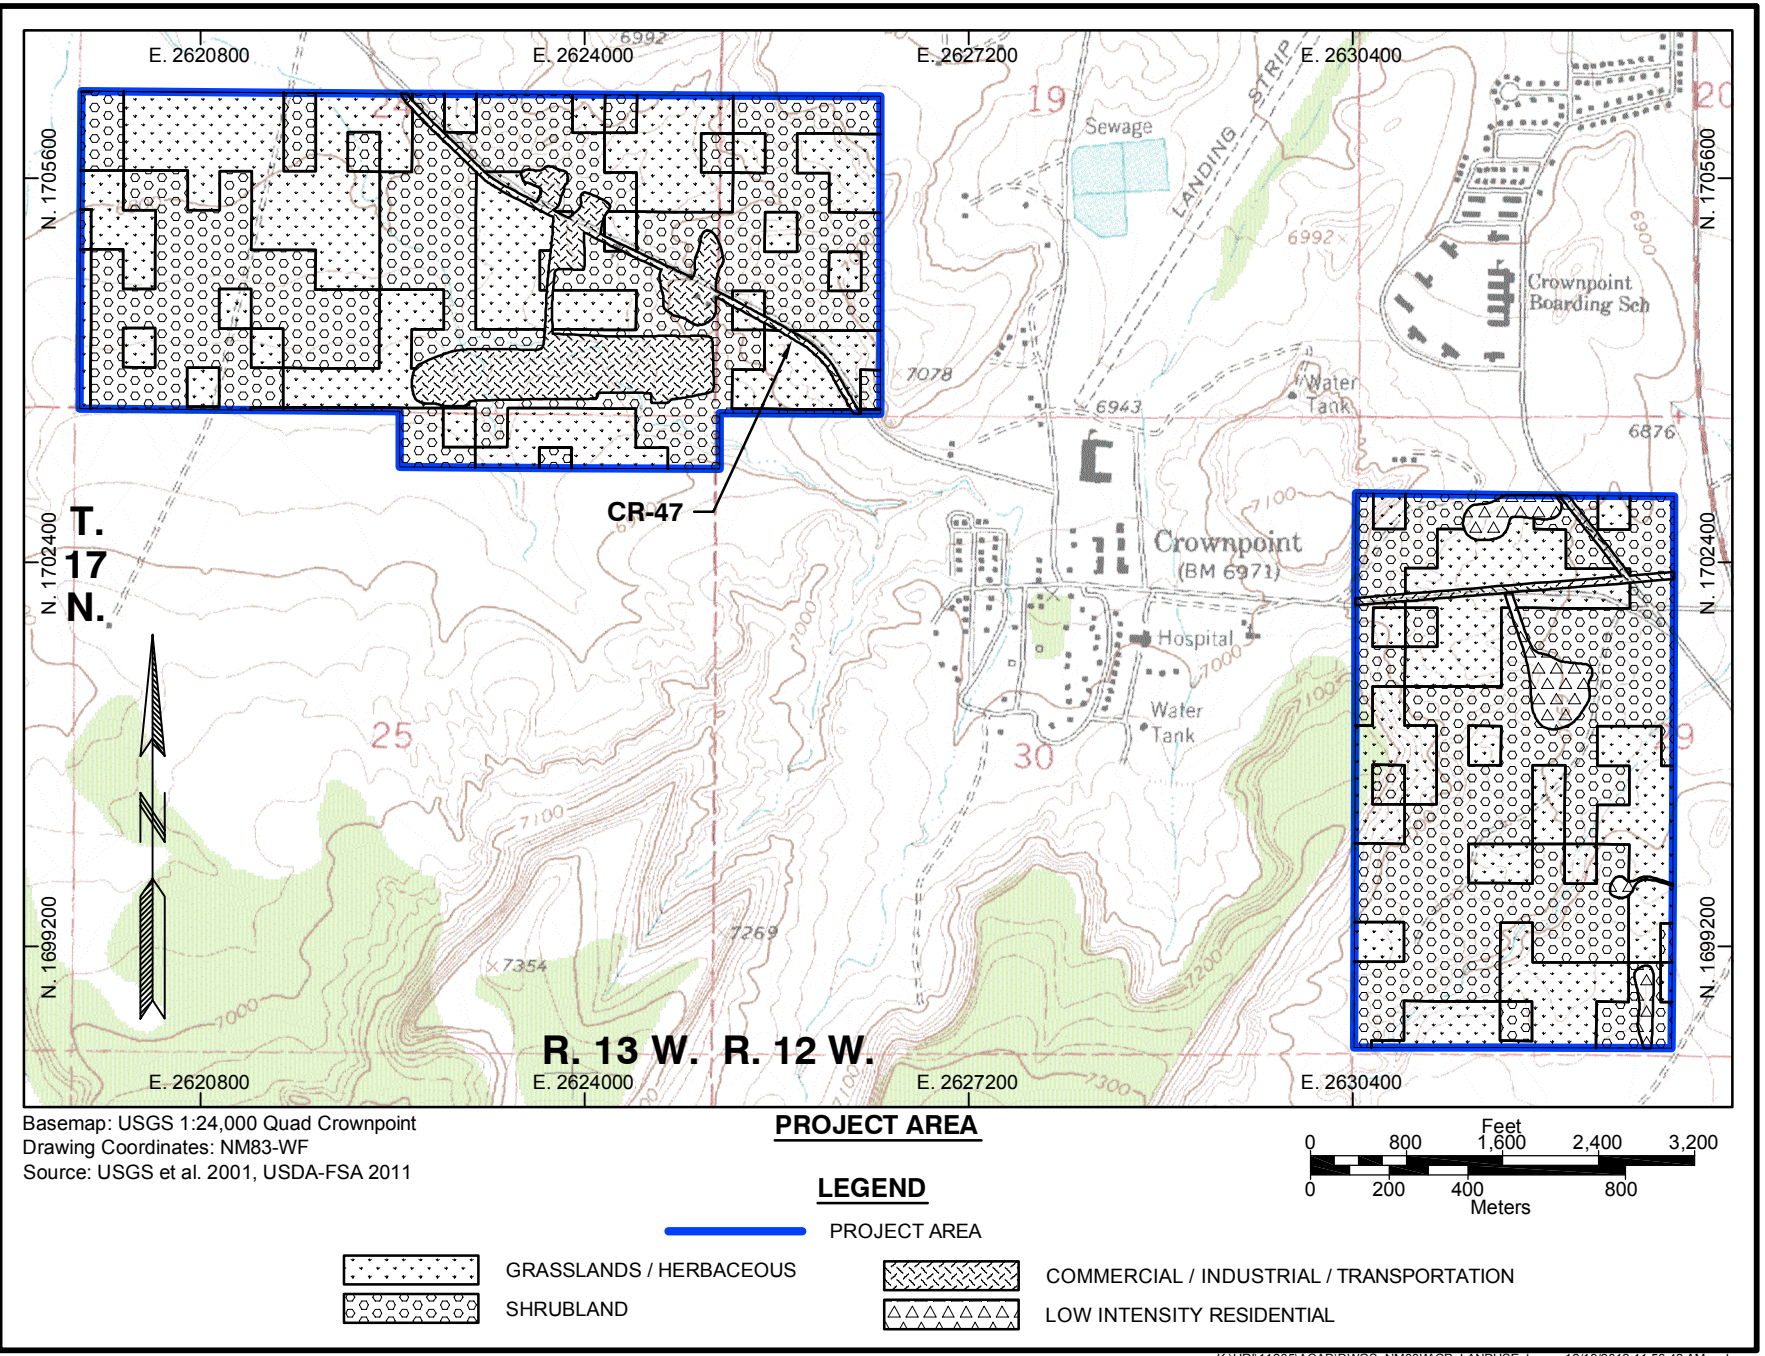 E. 2620800
6992
E. 2624000
E. 2627200
E. 2630400
19
20
Sewage
LANDING STRIP
N. 1705600
N. 1705600
6992
6900
Crownpoint
Boarding Sch
7078
6943
Water
Tank
6876
CR-47
7100
T.
17
N.
N. 1702400
N. 1702400
Crownpoint
(BM 6971)
Hospital
7000
7000
7100
Water
Tank
25
30
7100
7269
7354
7200
N. 1699200
N. 1699200
7000
R. 13 W. R. 12 W.
7100
7300
E. 2620800
E. 2624000
E. 2627200
E. 2630400
Basemap: USGS 1:24,000 Quad Crownpoint
Drawing Coordinates: NM83-WF
Source: USGS et al. 2001, USDA-FSA 2011
PROJECT AREA
Feet
0 800 1,600 2,400 3,200
0 200 400 800
Meters
LEGEND
PROJECT AREA
GRASSLANDS / HERBACEOUS
COMMERCIAL / INDUSTRIAL / TRANSPORTATION
SHRUBLAND
LOW INTENSITY RESIDENTIAL